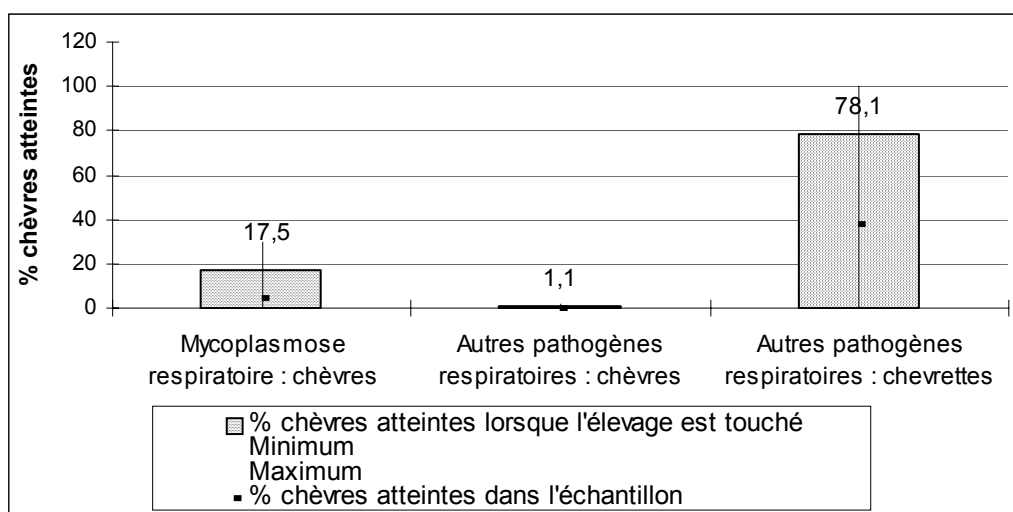 120
100
80
60
40
20
0
% chèvres atteintes
17,5
1,1
78,1
Mycoplasmose
respiratoire : chèvres
Autres pathogènes
respiratoires : chèvres
Autres pathogènes
respiratoires : chevrettes
% chèvres atteintes lorsque l'élevage est touché
Minimum
Maximum
% chèvres atteintes dans l'échantillon